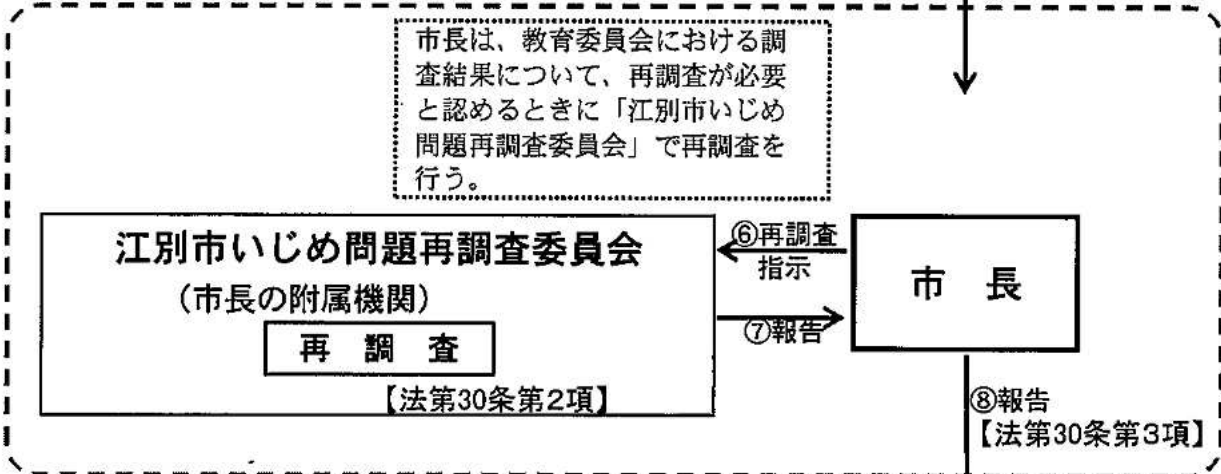 市長は、教育委員会における調
査結果について、再調査が必要
と認めるときに「江別市いじめ
問題再調査委員会」で再調査を
行う。
江別市いじめ問題再調査委員会
（市長の附属機関）
再　調　査
【法第30条第２項】
⑥再調査
指示
⑦報告
市　長
⑧報告
【法第30条第３項】